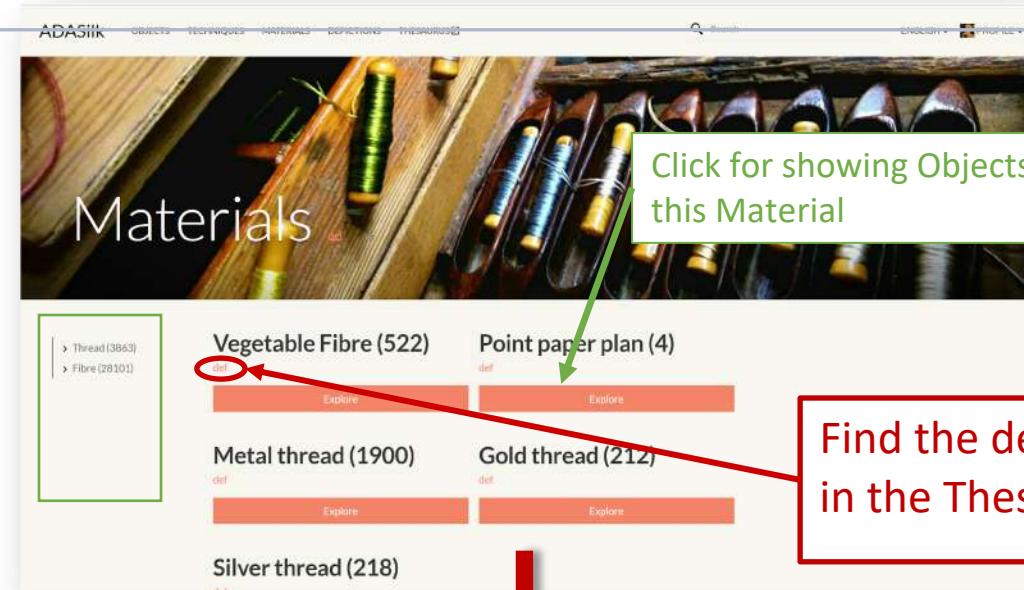 ADASilk OBJECTS TECHNIQUES MATERIALS DEPICTIONS THESAURUS Search ENGLISH PROFILE
Materials def
Click for showing Objects
this Material
> Thread (3863)
> Fibre (28101)
Vegetable Fibre (522) Point paper plan (4)
def def
Explore Explore
Find the de
in the Thes
Metal thread (1900) Gold thread (212)
def def
Explore Explore
Silver thread (218)